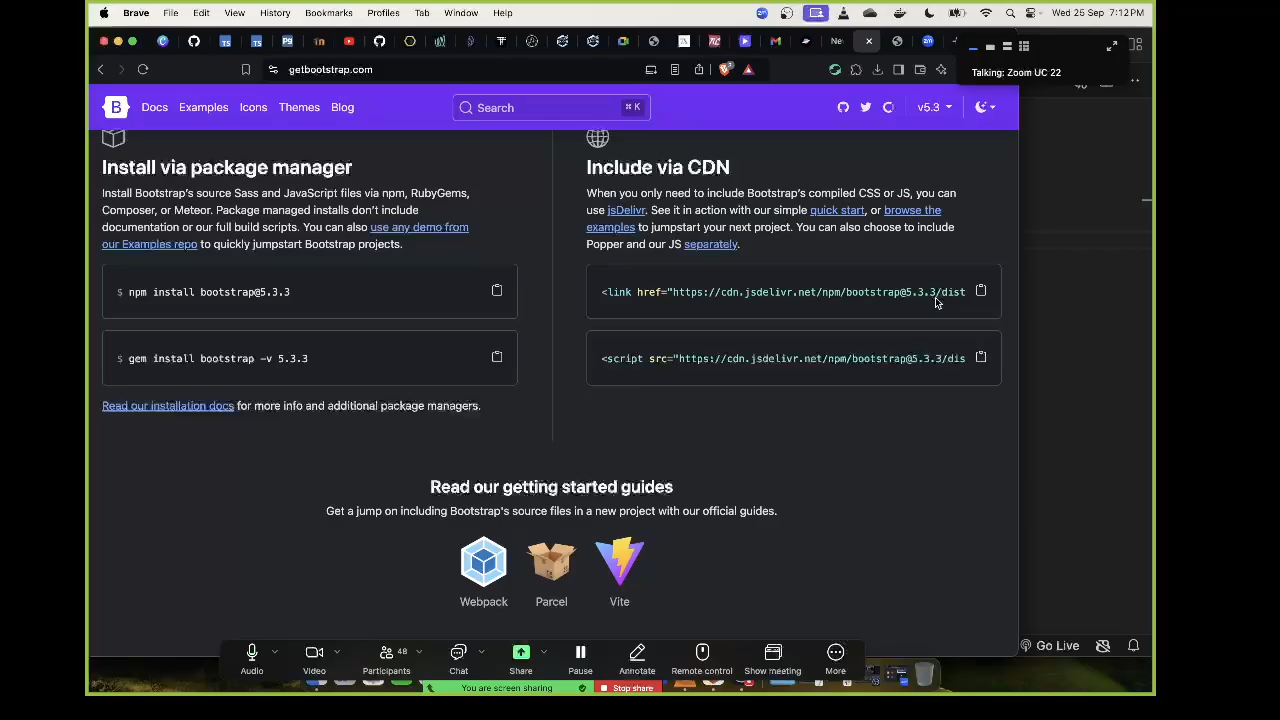 Brave File Edit View History Bookmarks Profiles Tab Window Help
Wed 25 Sep 7:12 PM
getbootstrap.com
Talking: Zoom UC 22
B Docs Examples Icons Themes Blog
Search ⌘ K
v5.3
Install via package manager
Install Bootstrap's source Sass and JavaScript files via npm, RubyGems,
Composer, or Meteor. Package managed installs don't include
documentation or our full build scripts. You can also use any demo from
our Examples repo to quickly jumpstart Bootstrap projects.
$ npm install bootstrap@5.3.3
$ gem install bootstrap -v 5.3.3
Read our installation docs for more info and additional package managers.
Include via CDN
When you only need to include Bootstrap's compiled CSS or JS, you can
use jsDelivr. See it in action with our simple quick start, or browse the
examples to jumpstart your next project. You can also choose to include
Popper and our JS separately.
<link href="https://cdn.jsdelivr.net/npm/bootstrap@5.3.3/dist
<script src="https://cdn.jsdelivr.net/npm/bootstrap@5.3.3/dis
Read our getting started guides
Get a jump on including Bootstrap's source files in a new project with our official guides.
Webpack Parcel Vite
Go Live
48
Audio Video Participants Chat Share Pause Annotate Remote control Show meeting More
You are screen sharing Stop share